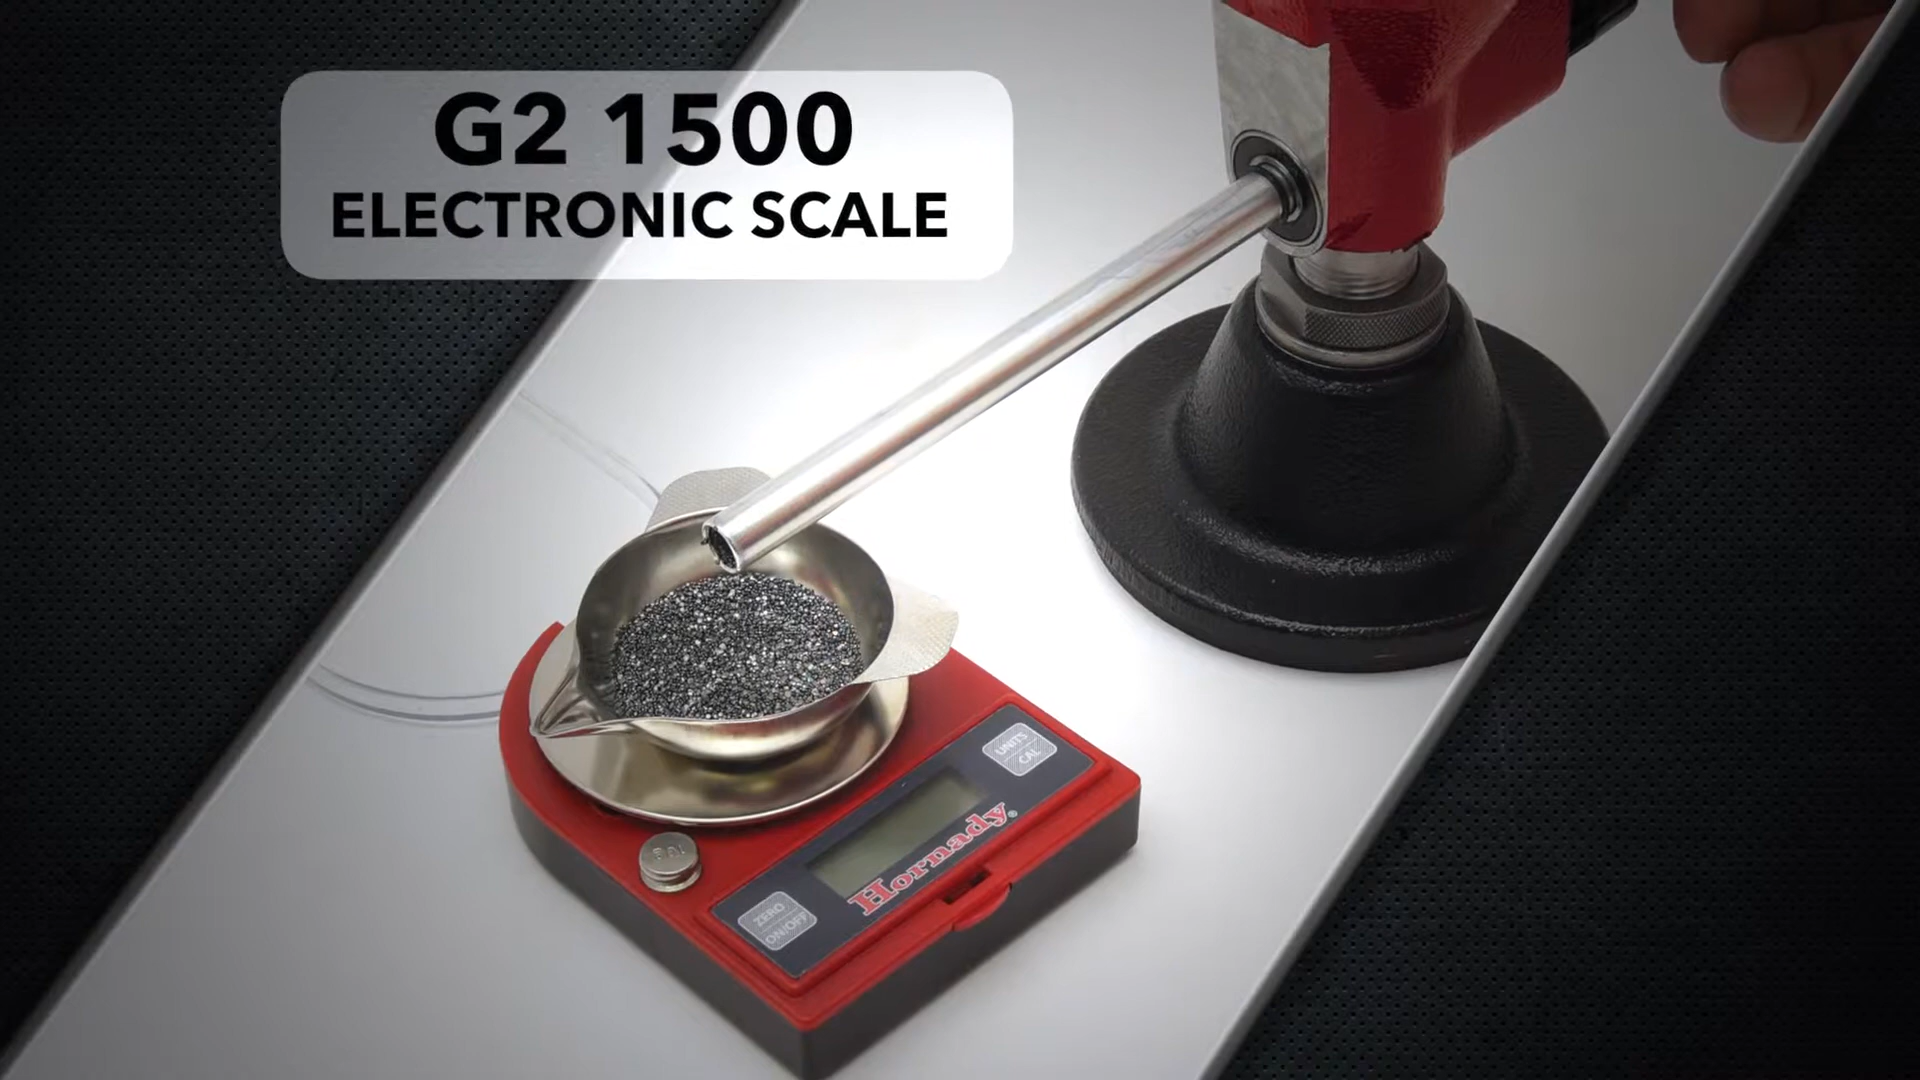 G2 1500
ELECTRONIC SCALE
UNITS
CAL
Hornady®
ZERO
ON/OFF